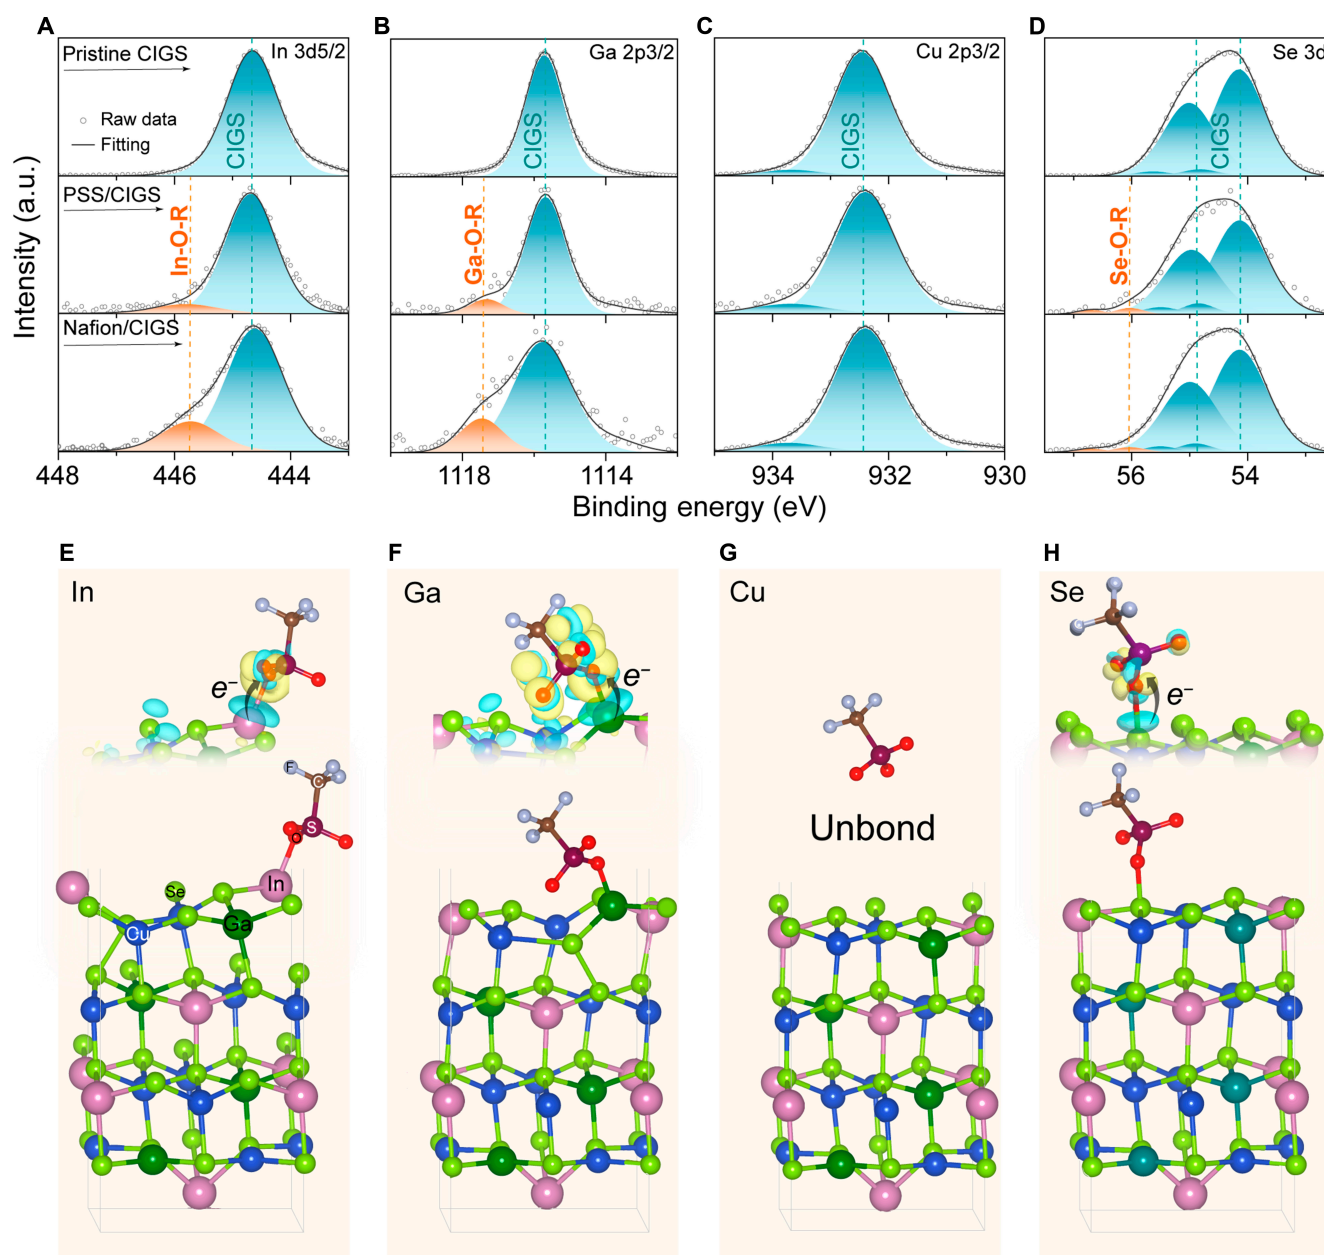 A
B
C
D
Pristine CIGS
In 3d5/2
Ga 2p3/2
Cu 2p3/2
Se 3d
Raw data
Fitting
CIGS
CIGS
CIGS
CIGS
PSS/CIGS
In-O-R
Ga-O-R
Se-O-R
Nafion/CIGS
Intensity (a.u.)
448
446
444
1118
1114
934
932
930
56
54
Binding energy (eV)
E
F
G
H
In
Ga
Cu
Se
e⁻
e⁻
e⁻
F
C
S
O
In
Se
Ga
Cu
Unbond